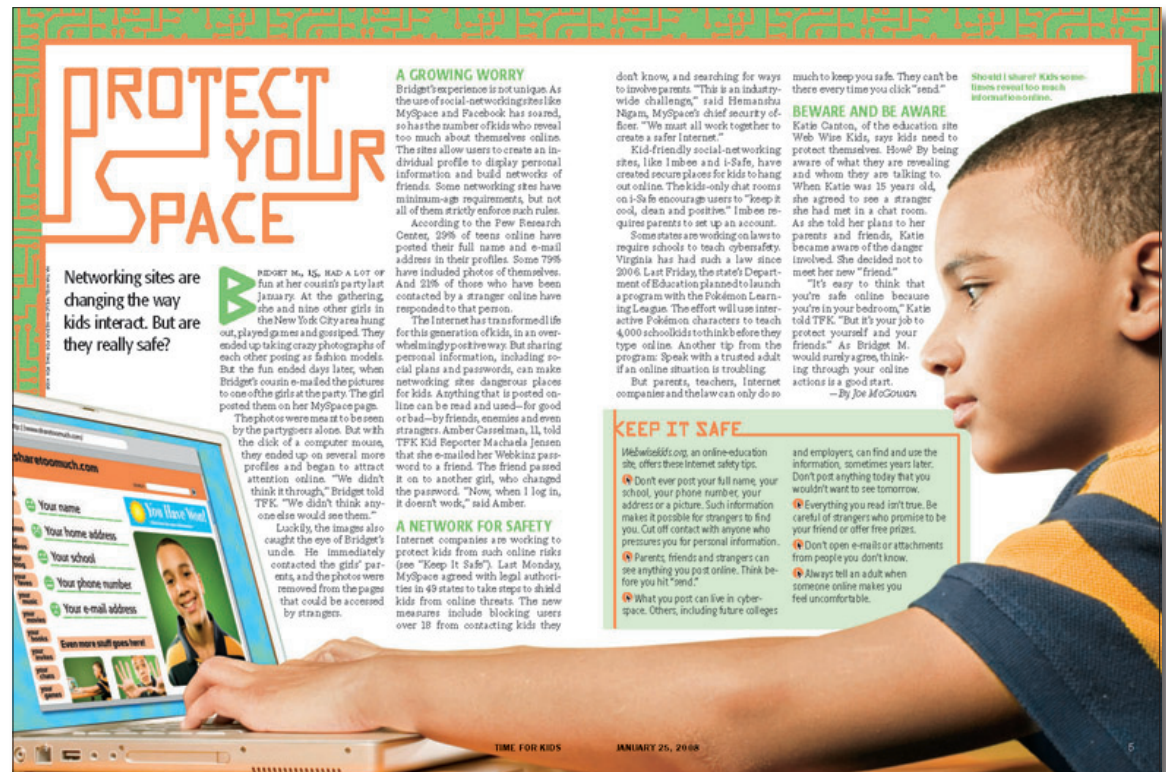 PROTECT
YOUR
SPACE
Networking sites are
changing the way
kids interact. But are
they really safe?
BRIDGET M., 15, HAD A LOT OF
fun at her cousin's party last
January. At the gathering,
she and nine other girls in
the New York City area hung
out, played games and gossiped. They
ended up taking crazy photographs of
each other posing as fashion models.
But the fun ended days later, when
Bridget's cousin e-mailed the pictures
to one of the girls at the party. The girl
posted them on her MySpace page.
The photos were meant to be seen
by the partygoers alone. But with
the click of a computer mouse,
they ended up on several more
profiles and began to attract
attention online. "We didn't
think it through," Bridget told
TFK. "We didn't think any-
one else would see them."
Luckily, the images also
caught the eye of Bridget's
uncle. He immediately
contacted the girls' par-
ents, and the photos were
removed from the pages
that could be accessed
by strangers.
A GROWING WORRY
Bridget's experience is not unique. As
the use of social-networking sites like
MySpace and Facebook has soared,
so has the number of kids who reveal
too much about themselves online.
The sites allow users to create an in-
dividual profile to display personal
information and build networks of
friends. Some networking sites have
minimum-age requirements, but not
all of them strictly enforce such rules.
According to the Pew Research
Center, 29% of teens online have
posted their full name and e-mail
address in their profiles. Some 79%
have included photos of themselves.
And 21% of those who have been
contacted by a stranger online have
responded to that person.
The Internet has transformed life
for this generation of kids, in an over-
whelmingly positive way. But sharing
personal information, including so-
cial plans and passwords, can make
networking sites dangerous places
for kids. Anything that is posted on-
line can be read and used—for good
or bad—by friends, enemies and even
strangers. Amber Casselman, 11, told
TFK Kid Reporter Machaela Jensen
that she e-mailed her Webkinz pass-
word to a friend. The friend passed
it on to another girl, who changed
the password. "Now, when I log in,
it doesn't work," said Amber.
A NETWORK FOR SAFETY
Internet companies are working to
protect kids from such online risks
(see "Keep It Safe"). Last Monday,
MySpace agreed with legal authori-
ties in 49 states to take steps to shield
kids from online threats. The new
measures include blocking users
over 18 from contacting kids they
don't know, and searching for ways
to involve parents. "This is an industry-
wide challenge," said Hemanshu
Nigam, MySpace's chief security of-
ficer. "We must all work together to
create a safer Internet."
Kid-friendly social-networking
sites, like Imbee and i-Safe, have
created secure places for kids to hang
out online. The kids-only chat rooms
on i-Safe encourage users to "keep it
cool, clean and positive." Imbee re-
quires parents to set up an account.
Some states are working on laws to
require schools to teach cybersafety.
Virginia has had such a law since
2006. Last Friday, the state's Depart-
ment of Education planned to launch
a program with the Pokémon Learn-
ing League. The effort will use inter-
active Pokémon characters to teach
4,000 schoolkids to think before they
type online. Another tip from the
program: Speak with a trusted adult
if an online situation is troubling.
But parents, teachers, Internet
companies and the law can only do so
much to keep you safe. They can't be
there every time you click "send."
BEWARE AND BE AWARE
Katie Canton, of the education site
Web Wise Kids, says kids need to
protect themselves. How? By being
aware of what they are revealing
and whom they are talking to.
When Katie was 15 years old,
she agreed to see a stranger
she had met in a chat room.
As she told her plans to her
parents and friends, Katie
became aware of the danger
involved. She decided not to
meet her new "friend."
"It's easy to think that
you're safe online because
you're in your bedroom," Katie
told TFK. "But it's your job to
protect yourself and your
friends." As Bridget M.
would surely agree, think-
ing through your online
actions is a good start.
—By Joe McGowan
Should I share? Kids some-
times reveal too much
information online.
KEEP IT SAFE
Webwisekids.org, an online-education
site, offers these Internet safety tips.
Don't ever post your full name, your
school, your phone number, your
address or a picture. Such information
makes it possible for strangers to find
you. Cut off contact with anyone who
pressures you for personal information.
Parents, friends and strangers can
see anything you post online. Think be-
fore you hit "send."
What you post can live in cyber-
space. Others, including future colleges
and employers, can find and use the
information, sometimes years later.
Don't post anything today that you
wouldn't want to see tomorrow.
Everything you read isn't true. Be
careful of strangers who promise to be
your friend or offer free prizes.
Don't open e-mails or attachments
from people you don't know.
Always tell an adult when
someone online makes you
feel uncomfortable.
http://www.sharetoomuch.com/
sharetoomuch.com
You Have Won!
Your name
Your home address
Your school
Your phone number
Your e-mail address
Even more stuff goes here!
your
music
your
movies
your
books
your
invites
your
chats
your
games
TIME FOR KIDS
JANUARY 25, 2008
5